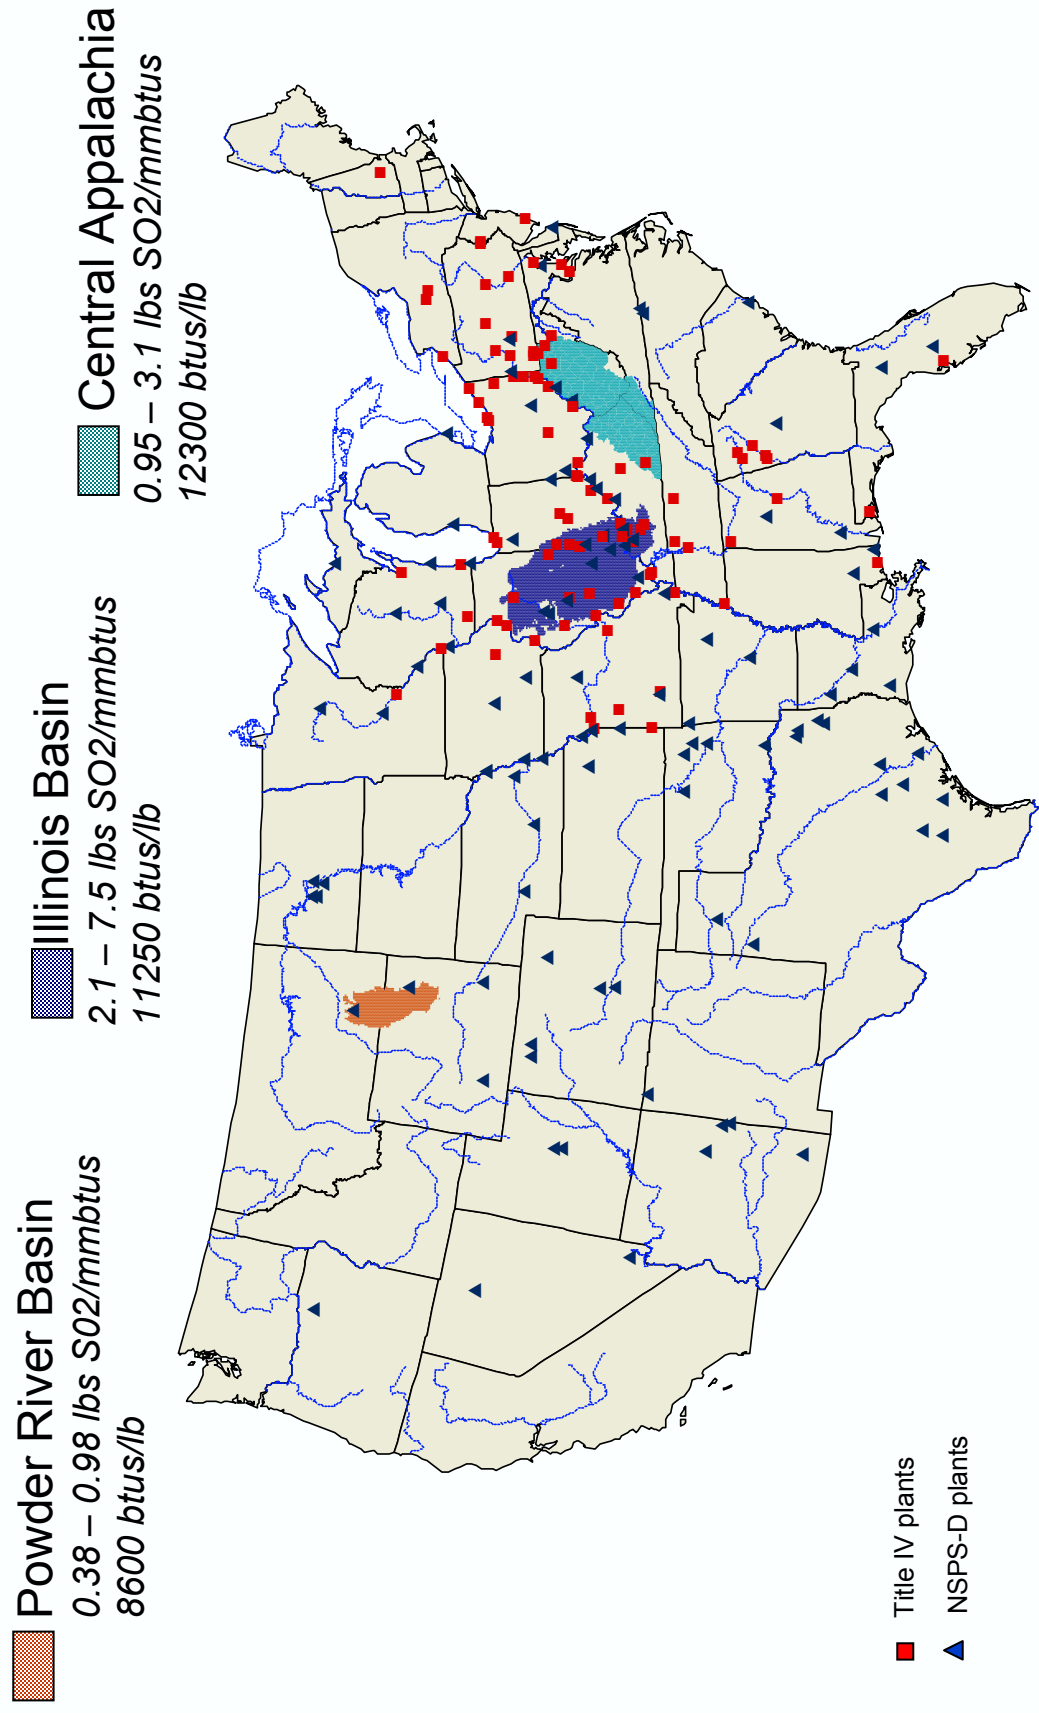 Powder River Basin
0.38 – 0.98 lbs S02/mmbtus
8600 btus/lb
Illinois Basin
2.1 – 7.5 lbs SO2/mmbtus
11250 btus/lb
Central Appalachia
0.95 – 3.1 lbs SO2/mmbtus
12300 btus/lb
Title IV plants
NSPS-D plants